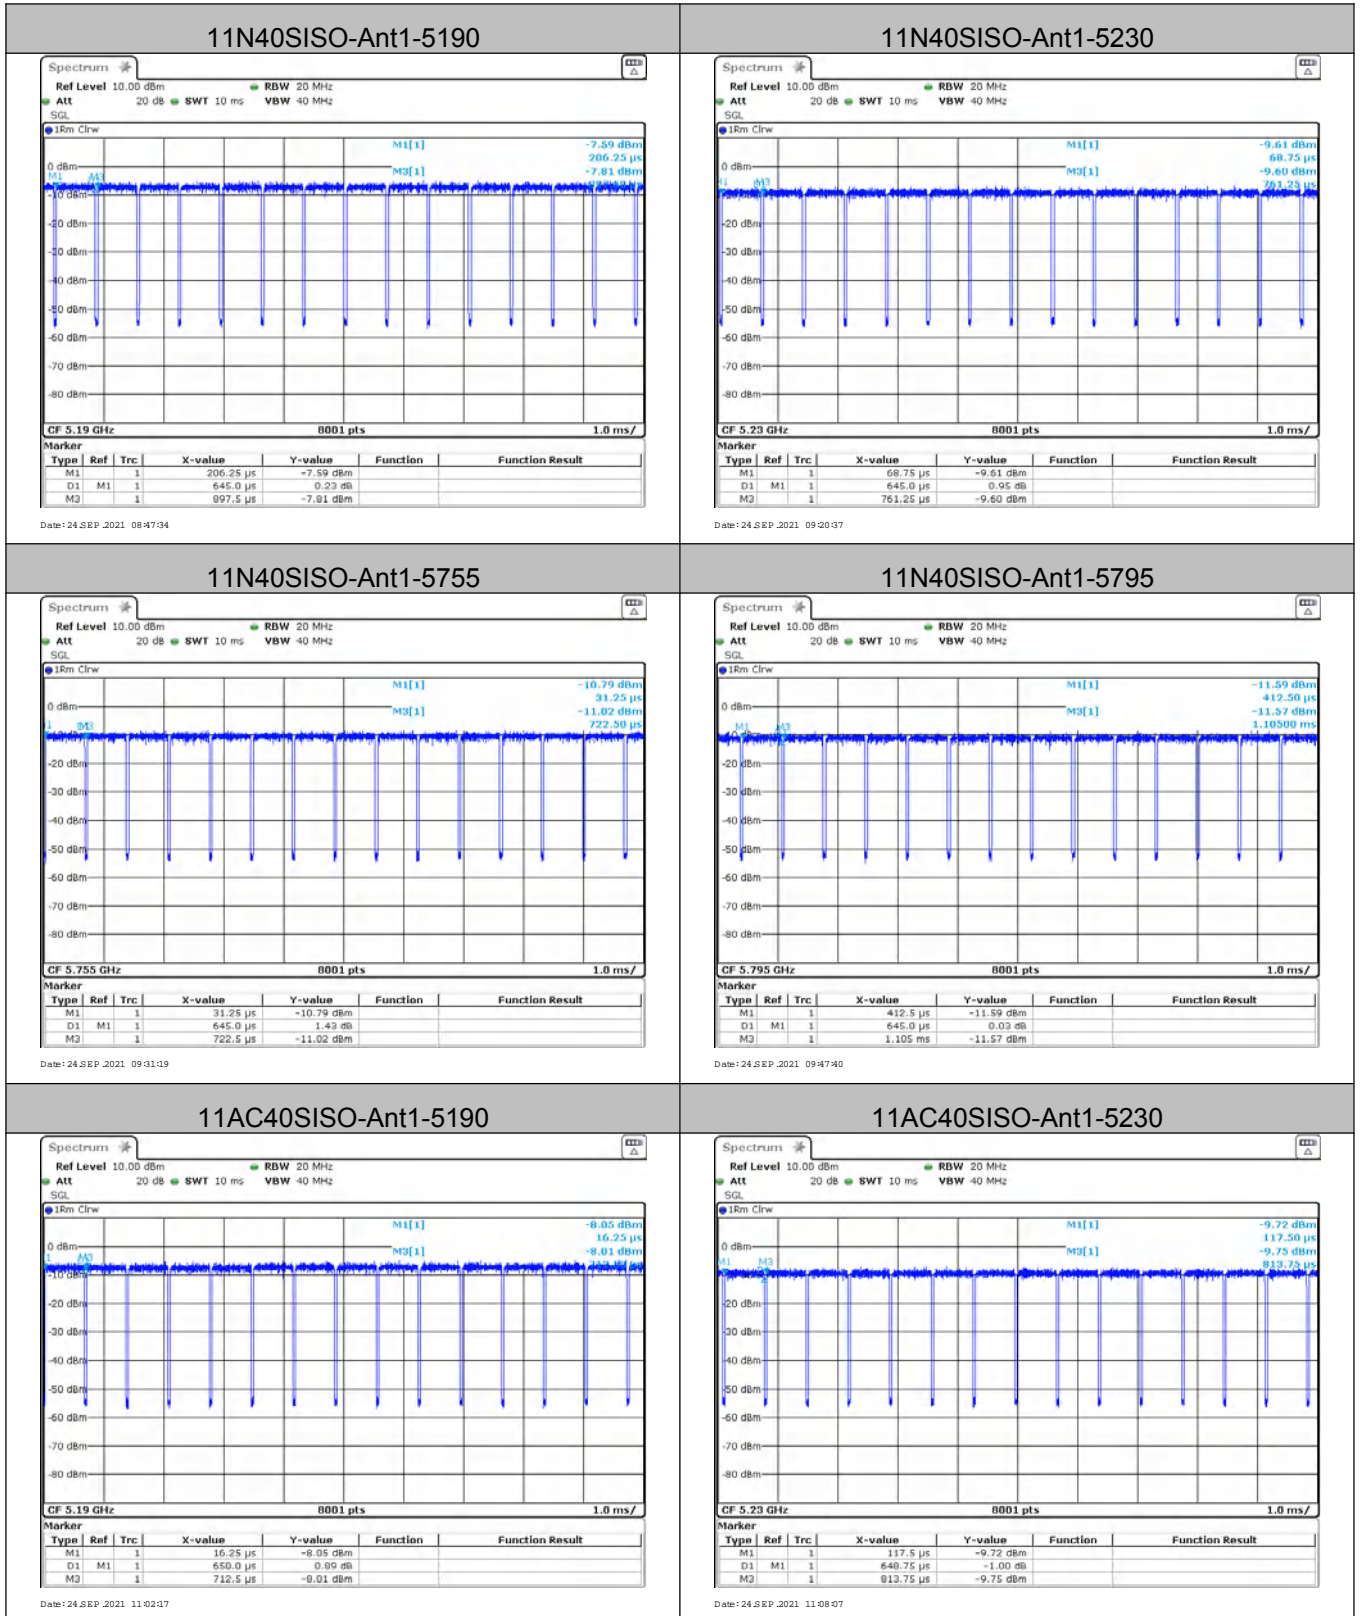 11N40SISO-Ant1-5190
Spectrum
Ref Level 10.00 dBm RBW 20 MHz
Att 20 dB SWT 10 ms VBW 40 MHz
SGL
1Rm Clrw
M1[1] -7.59 dBm
206.25 µs
0 dBm M3[1] -7.81 dBm
M1 M3
-10 dBm
-20 dBm
-30 dBm
-40 dBm
-50 dBm
-60 dBm
-70 dBm
-80 dBm
CF 5.19 GHz 8001 pts 1.0 ms/
Marker
Type Ref Trc X-value Y-value Function Function Result
M1 1 206.25 µs -7.59 dBm
D1 M1 1 645.0 µs 0.23 dB
M3 1 897.5 µs -7.81 dBm
Date: 24.SEP.2021 08:47:34
11N40SISO-Ant1-5230
Spectrum
Ref Level 10.00 dBm RBW 20 MHz
Att 20 dB SWT 10 ms VBW 40 MHz
SGL
1Rm Clrw
M1[1] -9.61 dBm
68.75 µs
0 dBm M3[1] -9.60 dBm
M3 761.25 µs
-20 dBm
-30 dBm
-40 dBm
-50 dBm
-60 dBm
-70 dBm
-80 dBm
CF 5.23 GHz 8001 pts 1.0 ms/
Marker
Type Ref Trc X-value Y-value Function Function Result
M1 1 68.75 µs -9.61 dBm
D1 M1 1 645.0 µs 0.95 dB
M3 1 761.25 µs -9.60 dBm
Date: 24.SEP.2021 09:20:37
11N40SISO-Ant1-5755
Spectrum
Ref Level 10.00 dBm RBW 20 MHz
Att 20 dB SWT 10 ms VBW 40 MHz
SGL
1Rm Clrw
M1[1] -10.79 dBm
31.25 µs
0 dBm M3[1] -11.02 dBm
M3 722.50 µs
-20 dBm
-30 dBm
-40 dBm
-50 dBm
-60 dBm
-70 dBm
-80 dBm
CF 5.755 GHz 8001 pts 1.0 ms/
Marker
Type Ref Trc X-value Y-value Function Function Result
M1 1 31.25 µs -10.79 dBm
D1 M1 1 645.0 µs 1.43 dB
M3 1 722.5 µs -11.02 dBm
Date: 24.SEP.2021 09:31:19
11N40SISO-Ant1-5795
Spectrum
Ref Level 10.00 dBm RBW 20 MHz
Att 20 dB SWT 10 ms VBW 40 MHz
SGL
1Rm Clrw
M1[1] -11.59 dBm
412.50 µs
0 dBm M3[1] -11.57 dBm
M1 M3 1.10500 ms
-20 dBm
-30 dBm
-40 dBm
-50 dBm
-60 dBm
-70 dBm
-80 dBm
CF 5.795 GHz 8001 pts 1.0 ms/
Marker
Type Ref Trc X-value Y-value Function Function Result
M1 1 412.5 µs -11.59 dBm
D1 M1 1 645.0 µs 0.03 dB
M3 1 1.105 ms -11.57 dBm
Date: 24.SEP.2021 09:47:40
11AC40SISO-Ant1-5190
Spectrum
Ref Level 10.00 dBm RBW 20 MHz
Att 20 dB SWT 10 ms VBW 40 MHz
SGL
1Rm Clrw
M1[1] -8.05 dBm
16.25 µs
0 dBm M3[1] -8.01 dBm
M3
-10 dBm
-20 dBm
-30 dBm
-40 dBm
-50 dBm
-60 dBm
-70 dBm
-80 dBm
CF 5.19 GHz 8001 pts 1.0 ms/
Marker
Type Ref Trc X-value Y-value Function Function Result
M1 1 16.25 µs -8.05 dBm
D1 M1 1 650.0 µs 0.89 dB
M3 1 712.5 µs -8.01 dBm
Date: 24.SEP.2021 11:02:17
11AC40SISO-Ant1-5230
Spectrum
Ref Level 10.00 dBm RBW 20 MHz
Att 20 dB SWT 10 ms VBW 40 MHz
SGL
1Rm Clrw
M1[1] -9.72 dBm
117.50 µs
0 dBm M3[1] -9.75 dBm
M1 M3 813.75 µs
-20 dBm
-30 dBm
-40 dBm
-50 dBm
-60 dBm
-70 dBm
-80 dBm
CF 5.23 GHz 8001 pts 1.0 ms/
Marker
Type Ref Trc X-value Y-value Function Function Result
M1 1 117.5 µs -9.72 dBm
D1 M1 1 648.75 µs -1.00 dB
M3 1 813.75 µs -9.75 dBm
Date: 24.SEP.2021 11:08:07